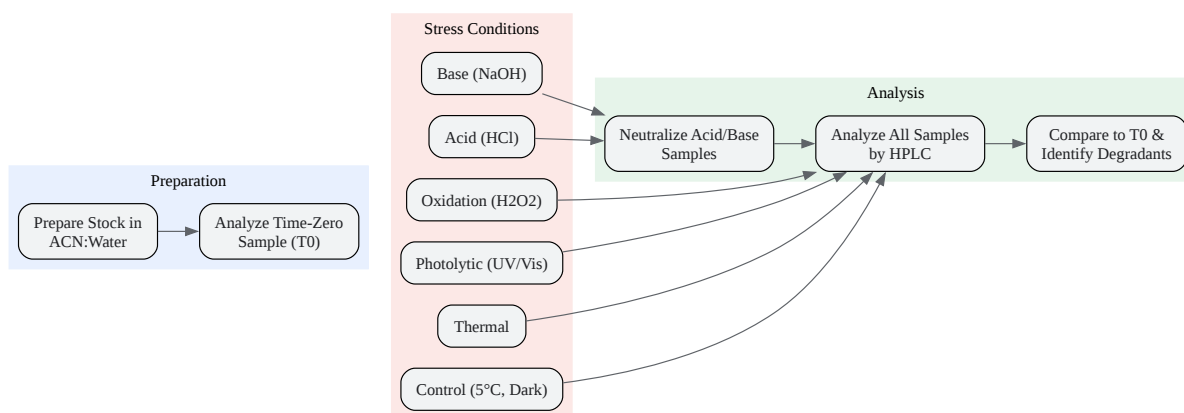 Preparation
Prepare Stock in
ACN:Water
Analyze Time-Zero
Sample (T0)
Stress Conditions
Base (NaOH)
Acid (HCl)
Oxidation (H2O2)
Photolytic (UV/Vis)
Thermal
Control (5°C, Dark)
Analysis
Neutralize Acid/Base
Samples
Analyze All Samples
by HPLC
Compare to T0 &
Identify Degradants